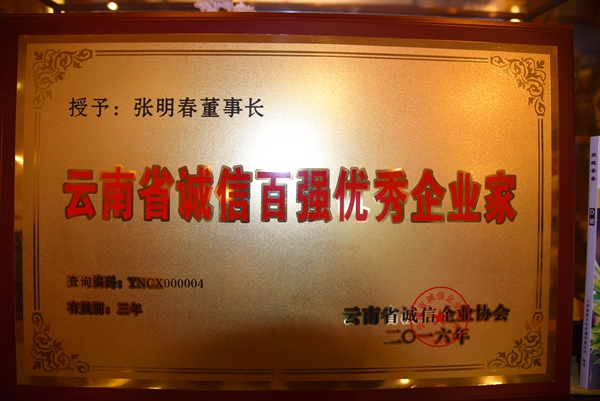 授予：张明春董事长
云南省诚信百强优秀企业家
查询编码：YNCX000004
有效期：三年
云南省诚信企业协会
二〇一六年